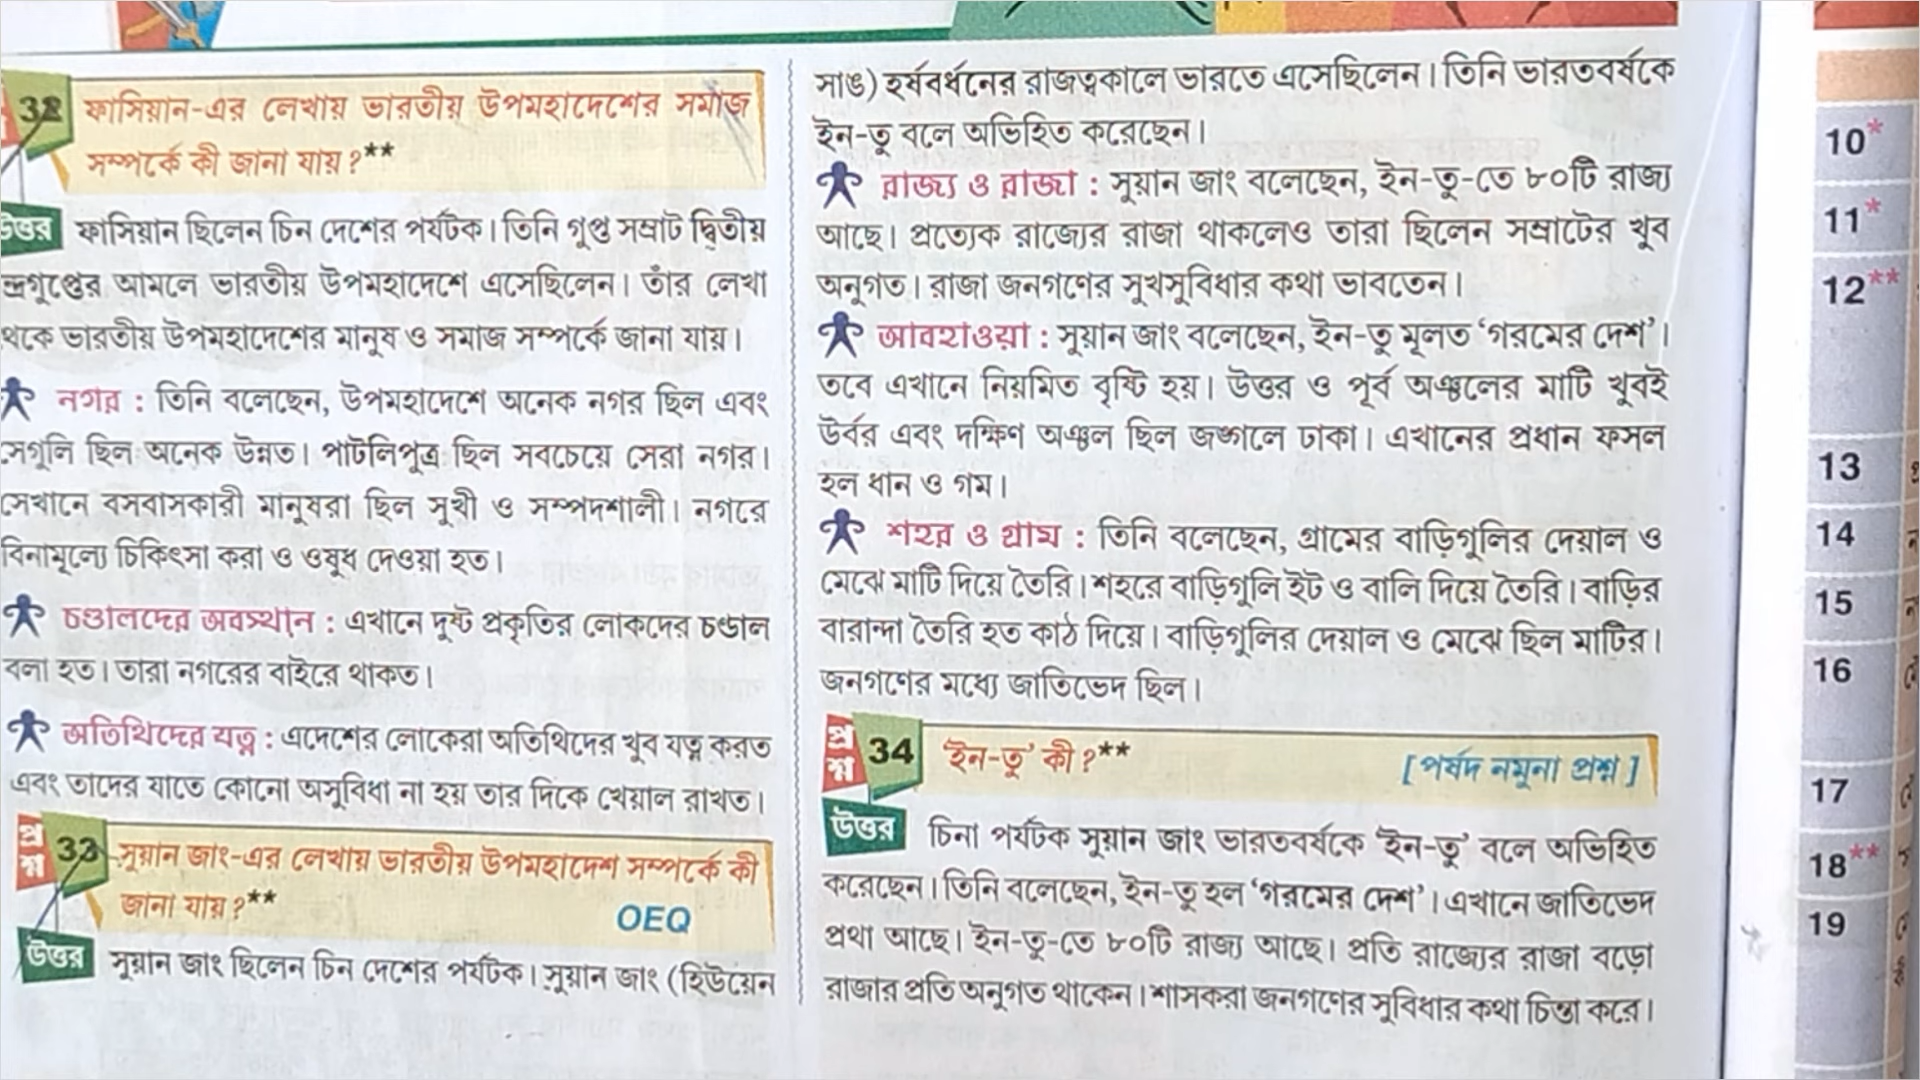 32 ফাসিয়ান-এর লেখায় ভারতীয় উপমহাদেশের সমাজ
সম্পর্কে কী জানা যায় ?**
উত্তর ফাসিয়ান ছিলেন চিন দেশের পর্যটক। তিনি গুপ্ত সম্রাট দ্বিতীয়
ন্দ্রগুপ্তের আমলে ভারতীয় উপমহাদেশে এসেছিলেন। তাঁর লেখা
থেকে ভারতীয় উপমহাদেশের মানুষ ও সমাজ সম্পর্কে জানা যায়।
নগর : তিনি বলেছেন, উপমহাদেশে অনেক নগর ছিল এবং
সেগুলি ছিল অনেক উন্নত। পাটলিপুত্র ছিল সবচেয়ে সেরা নগর।
সেখানে বসবাসকারী মানুষরা ছিল সুখী ও সম্পদশালী। নগরে
বিনামূল্যে চিকিৎসা করা ও ওষুধ দেওয়া হত।
চণ্ডালদের অবস্থান : এখানে দুষ্ট প্রকৃতির লোকদের চণ্ডাল
বলা হত। তারা নগরের বাইরে থাকত।
অতিথিদের যত্ন : এদেশের লোকেরা অতিথিদের খুব যত্ন করত
এবং তাদের যাতে কোনো অসুবিধা না হয় তার দিকে খেয়াল রাখত।
প্রশ্ন 33 সুয়ান জাং-এর লেখায় ভারতীয় উপমহাদেশ সম্পর্কে কী
জানা যায় ?** OEQ
উত্তর সুয়ান জাং ছিলেন চিন দেশের পর্যটক। সুয়ান জাং (হিউয়েন
সাঙ) হর্ষবর্ধনের রাজত্বকালে ভারতে এসেছিলেন। তিনি ভারতবর্ষকে
ইন-তু বলে অভিহিত করেছেন।
রাজ্য ও রাজা : সুয়ান জাং বলেছেন, ইন-তু-তে ৮০টি রাজ্য
আছে। প্রত্যেক রাজ্যের রাজা থাকলেও তারা ছিলেন সম্রাটের খুব
অনুগত। রাজা জনগণের সুখসুবিধার কথা ভাবতেন।
আবহাওয়া : সুয়ান জাং বলেছেন, ইন-তু মূলত ‘গরমের দেশ’।
তবে এখানে নিয়মিত বৃষ্টি হয়। উত্তর ও পূর্ব অঞ্চলের মাটি খুবই
উর্বর এবং দক্ষিণ অঞ্চল ছিল জঙ্গলে ঢাকা। এখানের প্রধান ফসল
হল ধান ও গম।
শহর ও গ্রাম : তিনি বলেছেন, গ্রামের বাড়িগুলির দেয়াল ও
মেঝে মাটি দিয়ে তৈরি। শহরে বাড়িগুলি ইট ও বালি দিয়ে তৈরি। বাড়ির
বারান্দা তৈরি হত কাঠ দিয়ে। বাড়িগুলির দেয়াল ও মেঝে ছিল মাটির।
জনগণের মধ্যে জাতিভেদ ছিল।
প্রশ্ন 34 ‘ইন-তু’ কী ?** [পর্ষদ নমুনা প্রশ্ন]
উত্তর চিনা পর্যটক সুয়ান জাং ভারতবর্ষকে ‘ইন-তু’ বলে অভিহিত
করেছেন। তিনি বলেছেন, ইন-তু হল ‘গরমের দেশ’। এখানে জাতিভেদ
প্রথা আছে। ইন-তু-তে ৮০টি রাজ্য আছে। প্রতি রাজ্যের রাজা বড়ো
রাজার প্রতি অনুগত থাকেন। শাসকরা জনগণের সুবিধার কথা চিন্তা করে।
10*
11*
12**
13
14
15
16
17
18**
19